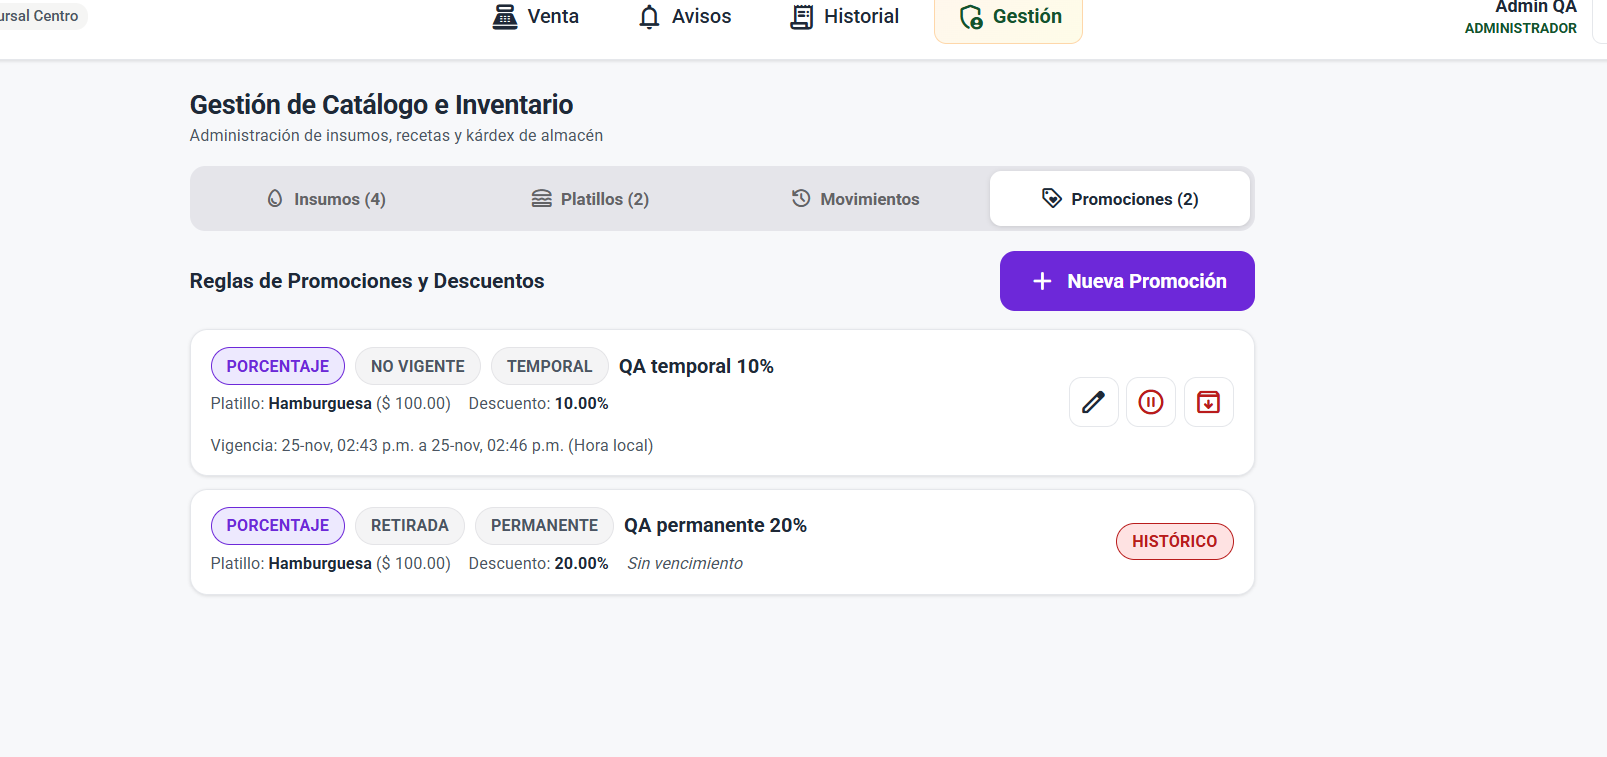 ursal Centro
Venta
Avisos
Historial
Gestión
Admin QA
ADMINISTRADOR
Gestión de Catálogo e Inventario
Administración de insumos, recetas y kárdex de almacén
Insumos (4)
Platillos (2)
Movimientos
Promociones (2)
Reglas de Promociones y Descuentos
Nueva Promoción
PORCENTAJE NO VIGENTE TEMPORAL QA temporal 10%
Platillo: Hamburguesa ($ 100.00) Descuento: 10.00%
Vigencia: 25-nov, 02:43 p.m. a 25-nov, 02:46 p.m. (Hora local)
PORCENTAJE RETIRADA PERMANENTE QA permanente 20%
Platillo: Hamburguesa ($ 100.00) Descuento: 20.00% Sin vencimiento
HISTÓRICO